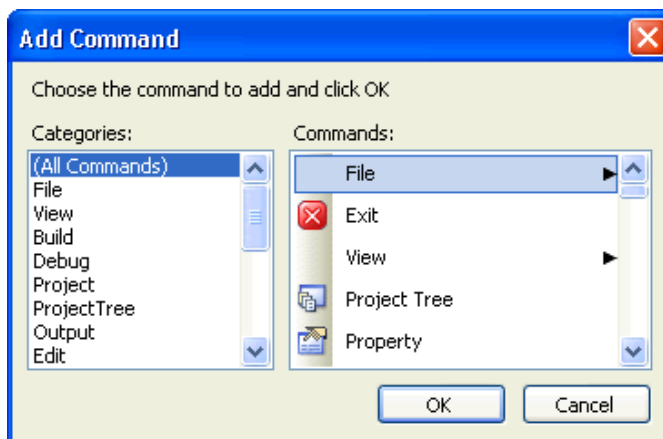 Add Command
Choose the command to add and click OK
Categories:
(All Commands)
File
View
Build
Debug
Project
ProjectTree
Output
Edit
Commands:
File
Exit
View
Project Tree
Property
OK
Cancel